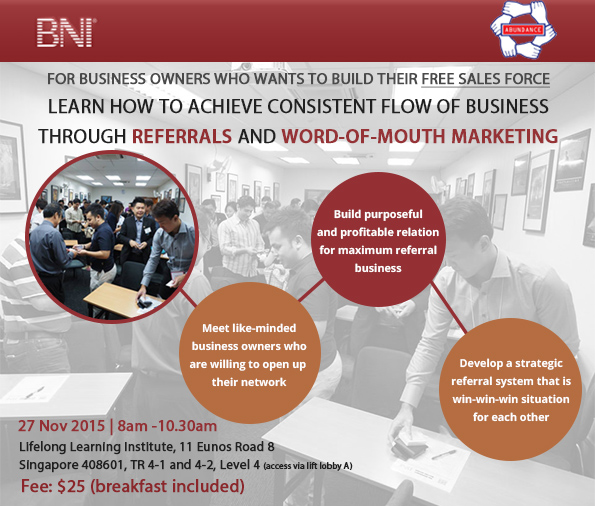 BNI®
ABUNDANCE
FOR BUSINESS OWNERS WHO WANTS TO BUILD THEIR FREE SALES FORCE
LEARN HOW TO ACHIEVE CONSISTENT FLOW OF BUSINESS
THROUGH REFERRALS AND WORD-OF-MOUTH MARKETING
Build purposeful
and profitable relation
for maximum referral
business
Meet like-minded
business owners who
are willing to open up
their network
Develop a strategic
referral system that is
win-win-win situation
for each other
27 Nov 2015 | 8am -10.30am
Lifelong Learning Institute, 11 Eunos Road 8
Singapore 408601, TR 4-1 and 4-2, Level 4 (access via lift lobby A)
Fee: $25 (breakfast included)